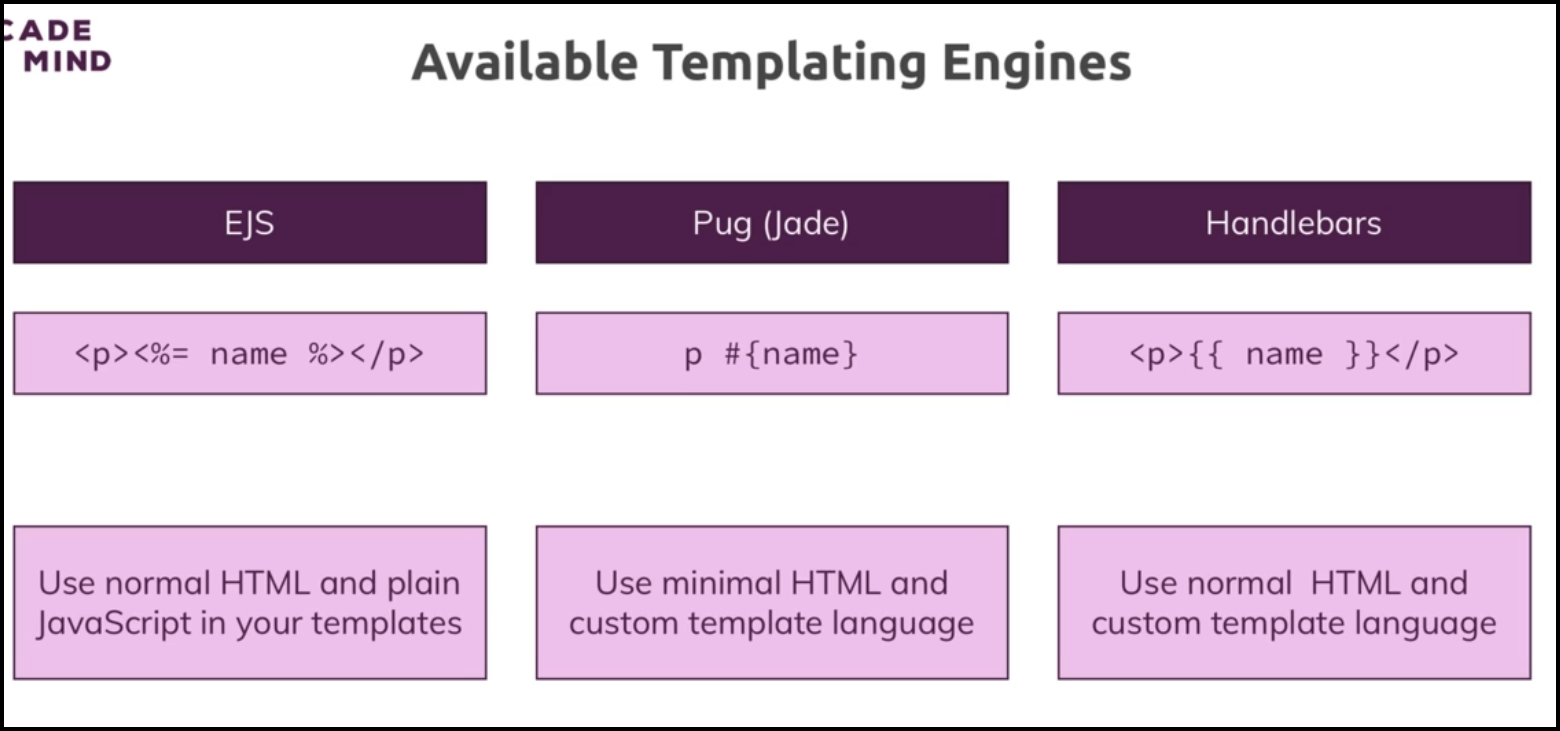 CADE
MIND
Available Templating Engines
EJS
Pug (Jade)
Handlebars
<p><%= name %></p>
p #{name}
<p>{{ name }}</p>
Use normal HTML and plain
JavaScript in your templates
Use minimal HTML and
custom template language
Use normal  HTML and
custom template language